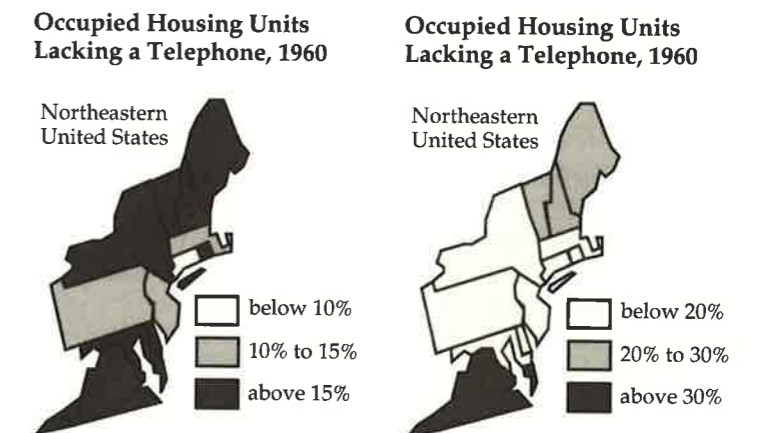 Occupied Housing Units
Lacking a Telephone, 1960
Northeastern
United States
below 10%
10% to 15%
above 15%
Occupied Housing Units
Lacking a Telephone, 1960
Northeastern
United States
below 20%
20% to 30%
above 30%